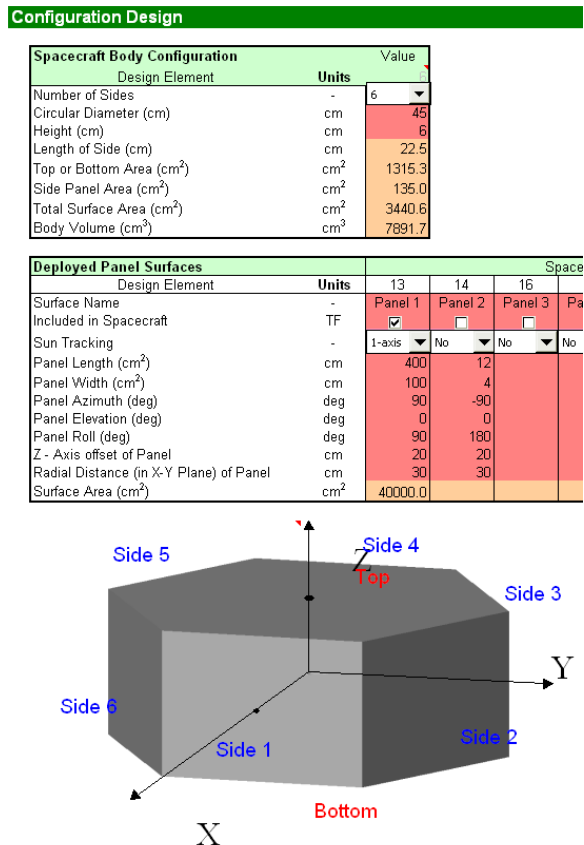 Configuration Design
Spacecraft Body Configuration Value
Design Element Units 6
Number of Sides - 6
Circular Diameter (cm) cm 45
Height (cm) cm 6
Length of Side (cm) cm 22.5
Top or Bottom Area (cm²) cm² 1315.3
Side Panel Area (cm²) cm² 135.0
Total Surface Area (cm²) cm² 3440.6
Body Volume (cm³) cm³ 7891.7
Deployed Panel Surfaces Space
Design Element Units 13 14 16
Surface Name - Panel 1 Panel 2 Panel 3 Pa
Included in Spacecraft TF
Sun Tracking - 1-axis No No No
Panel Length (cm²) cm 400 12
Panel Width (cm²) cm 100 4
Panel Azimuth (deg) deg 90 -90
Panel Elevation (deg) deg 0 0
Panel Roll (deg) deg 90 180
Z - Axis offset of Panel cm 20 20
Radial Distance (in X-Y Plane) of Panel cm 30 30
Surface Area (cm²) cm² 40000.0
Side 5
Z
Side 4
Top
Side 3
Y
Side 6
Side 1
Side 2
Bottom
X